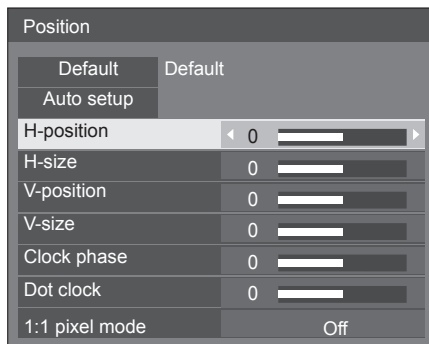 Position
Default Default
Auto setup
H-position 0
H-size 0
V-position 0
V-size 0
Clock phase 0
Dot clock 0
1:1 pixel mode Off